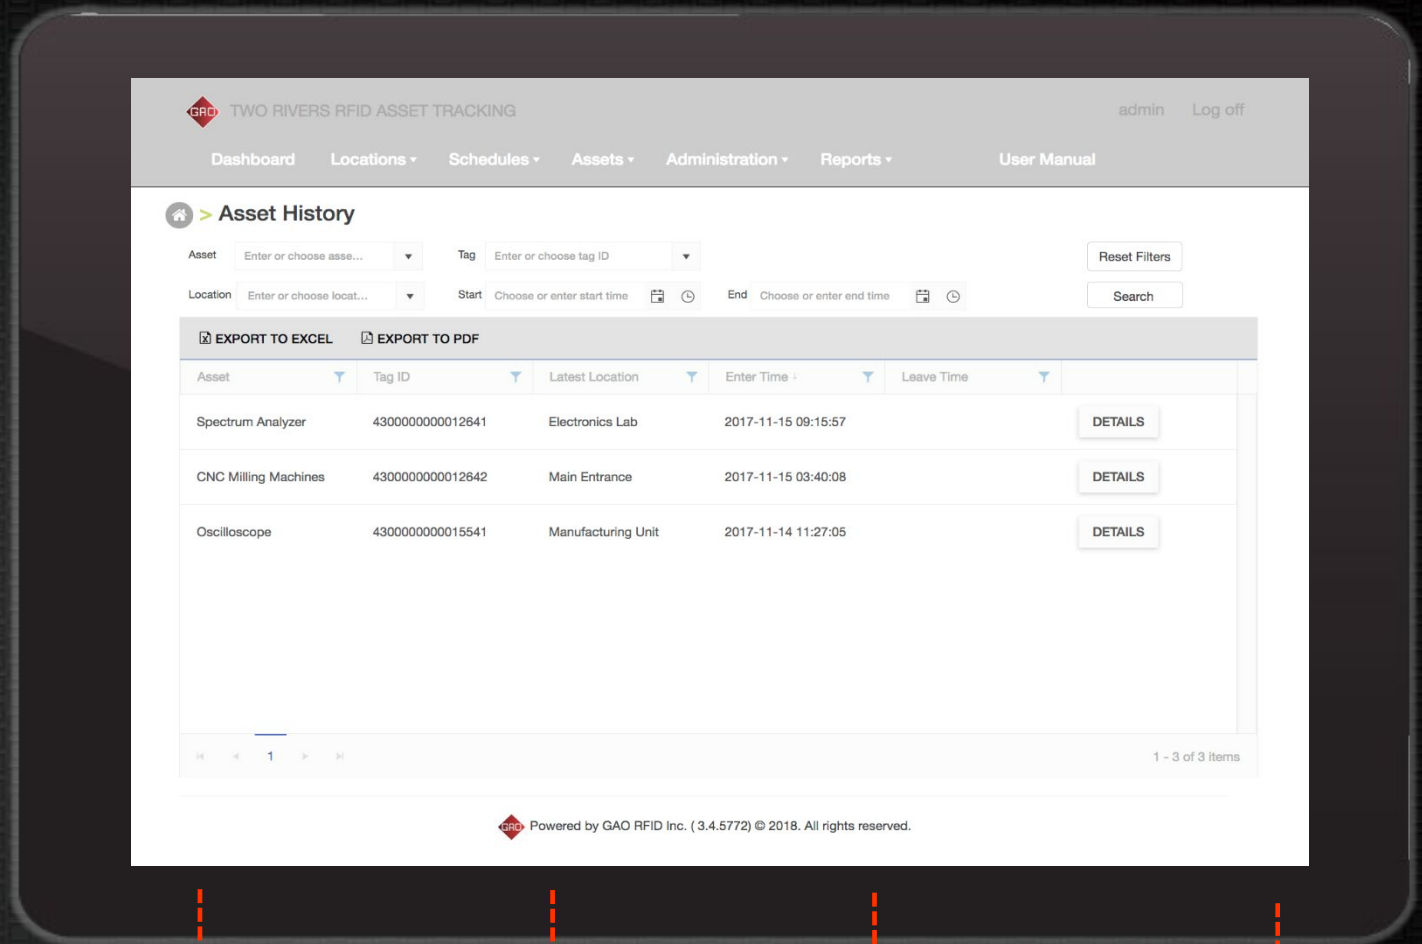 GAO TWO RIVERS RFID ASSET TRACKING admin Log off
Dashboard Locations Schedules Assets Administration Reports User Manual
> Asset History
Asset Enter or choose asse... Tag Enter or choose tag ID Reset Filters
Location Enter or choose locat... Start Choose or enter start time End Choose or enter end time Search
EXPORT TO EXCEL EXPORT TO PDF
Asset Tag ID Latest Location Enter Time Leave Time
Spectrum Analyzer 4300000000012641 Electronics Lab 2017-11-15 09:15:57 DETAILS
CNC Milling Machines 4300000000012642 Main Entrance 2017-11-15 03:40:08 DETAILS
Oscilloscope 4300000000015541 Manufacturing Unit 2017-11-14 11:27:05 DETAILS
1 1 - 3 of 3 items
GAO Powered by GAO RFID Inc. ( 3.4.5772) © 2018. All rights reserved.